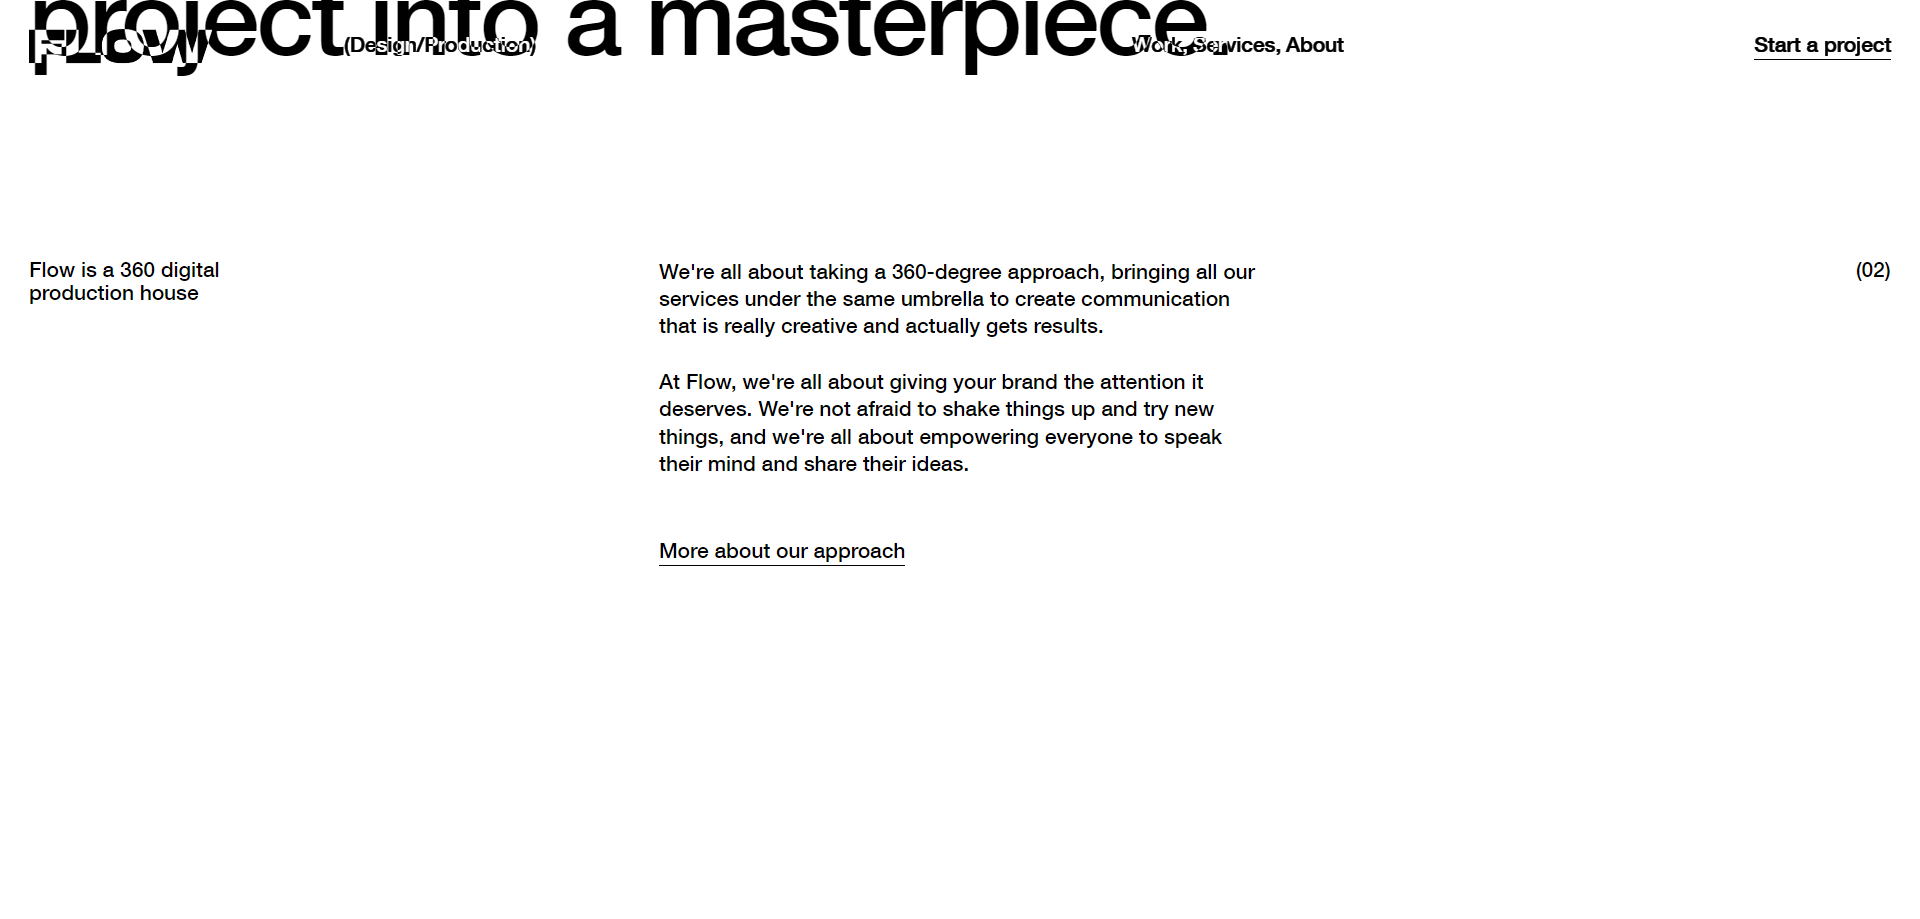 project into a masterpiece
FLOW
(Design/Production)
Work, Services, About
Start a project
Flow is a 360 digital
production house
We're all about taking a 360-degree approach, bringing all our
services under the same umbrella to create communication
that is really creative and actually gets results.
At Flow, we're all about giving your brand the attention it
deserves. We're not afraid to shake things up and try new
things, and we're all about empowering everyone to speak
their mind and share their ideas.
More about our approach
(02)